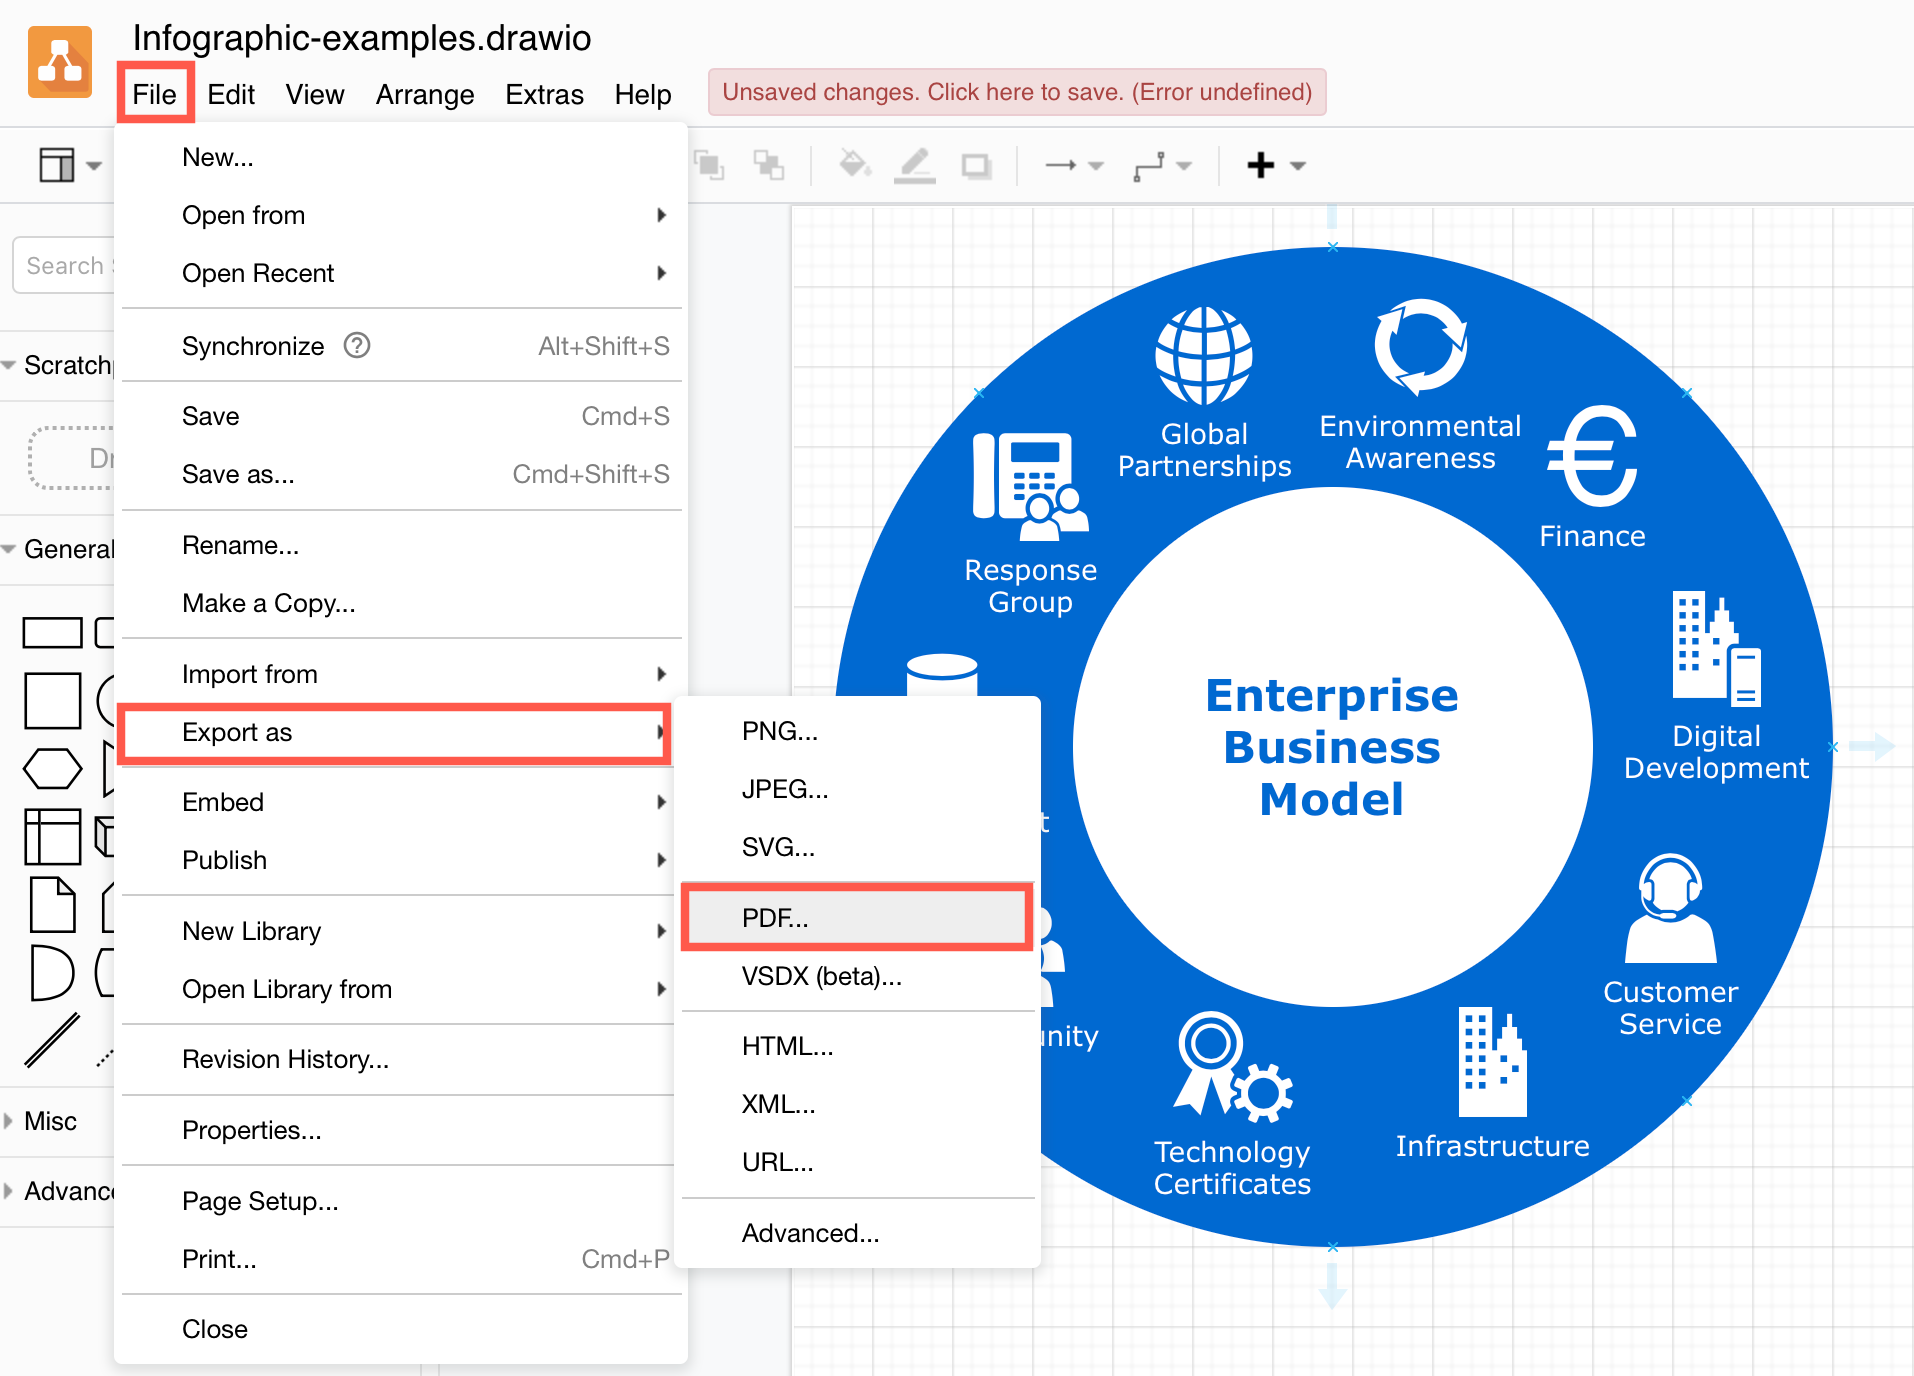 Infographic-examples.drawio
File Edit View Arrange Extras Help
Unsaved changes. Click here to save. (Error undefined)
New...
Open from
Open Recent
Synchronize ? Alt+Shift+S
Save Cmd+S
Save as... Cmd+Shift+S
Rename...
Make a Copy...
Import from
Export as
Embed
Publish
New Library
Open Library from
Revision History...
Properties...
Page Setup...
Print... Cmd+P
Close
PNG...
JPEG...
SVG...
PDF...
VSDX (beta)...
HTML...
XML...
URL...
Advanced...
Search
General
Misc
Global
Partnerships
Environmental
Awareness
€
Finance
Response
Group
Enterprise
Business
Model
Digital
Development
Customer
Service
Infrastructure
Technology
Certificates